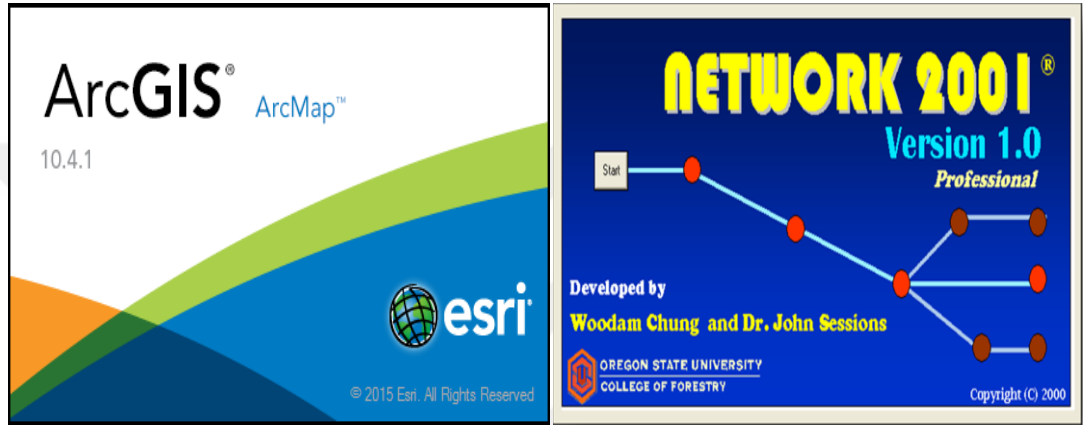 ArcGIS®
ArcMap™
10.4.1
esri
© 2015 Esri. All Rights Reserved
NETWORK 2001®
Version 1.0
Professional
Start
Developed by
Woodam Chung and Dr. John Sessions
OREGON STATE UNIVERSITY
COLLEGE OF FORESTRY
Copyright (C) 2000